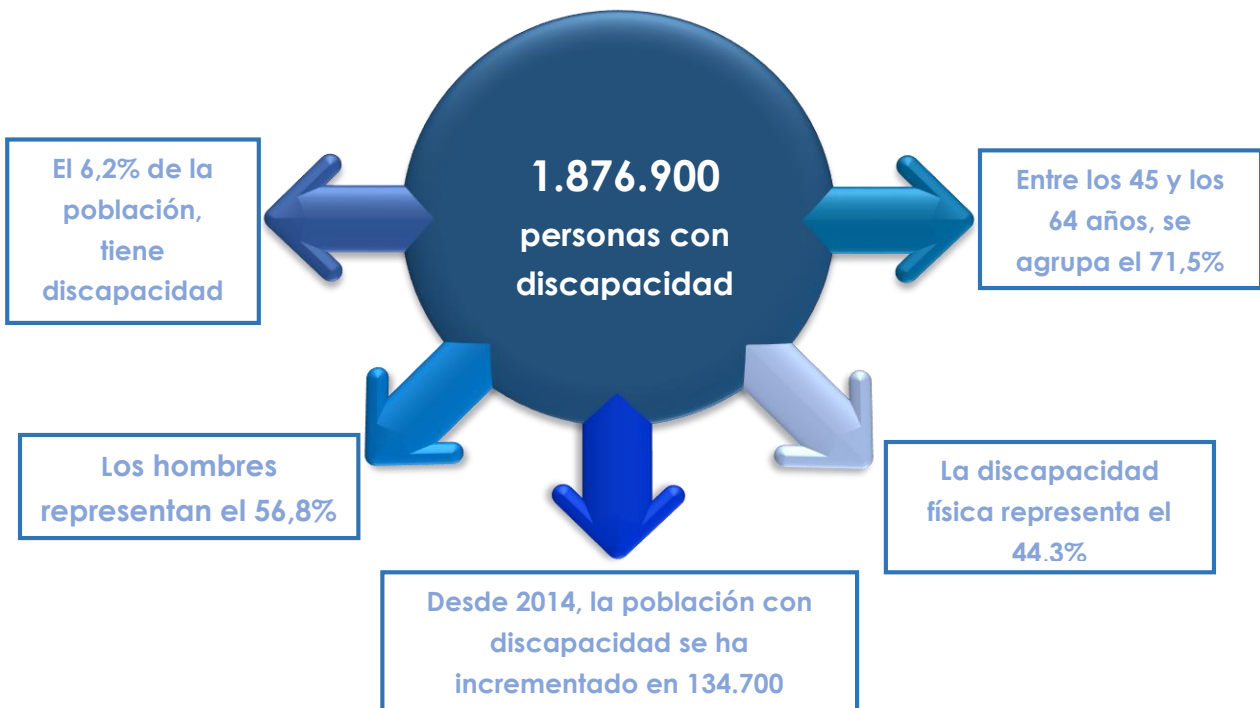 1.876.900
personas con
discapacidad
El 6,2% de la
población,
tiene
discapacidad
Entre los 45 y los
64 años, se
agrupa el 71,5%
Los hombres
representan el 56,8%
La discapacidad
física representa el
44,3%
Desde 2014, la población con
discapacidad se ha
incrementado en 134.700